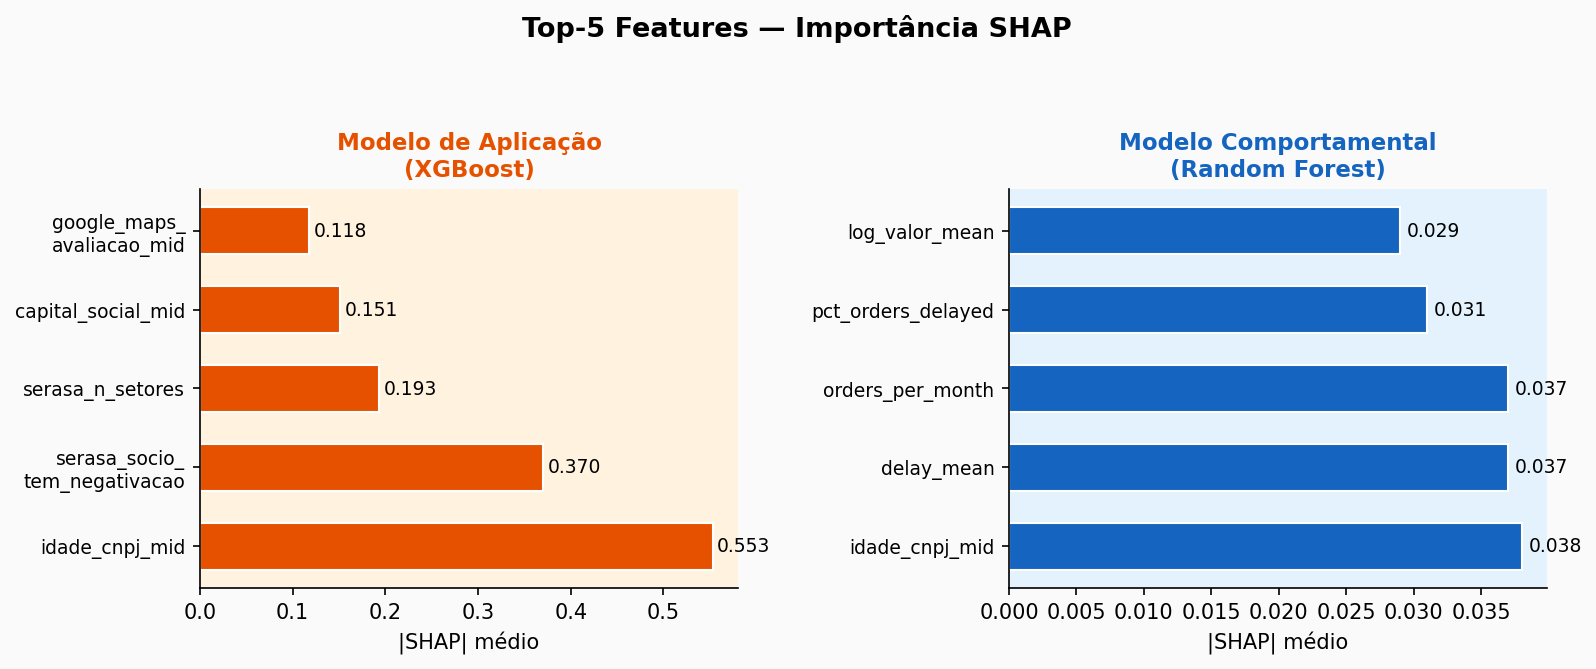 Top-5 Features — Importância SHAP
Modelo de Aplicação
(XGBoost)
google_maps_
avaliacao_mid
0.118
capital_social_mid
0.151
serasa_n_setores
0.193
serasa_socio_
tem_negativacao
0.370
idade_cnpj_mid
0.553
0.0 0.1 0.2 0.3 0.4 0.5
|SHAP| médio
Modelo Comportamental
(Random Forest)
log_valor_mean
0.029
pct_orders_delayed
0.031
orders_per_month
0.037
delay_mean
0.037
idade_cnpj_mid
0.038
0.000 0.005 0.010 0.015 0.020 0.025 0.030 0.035
|SHAP| médio